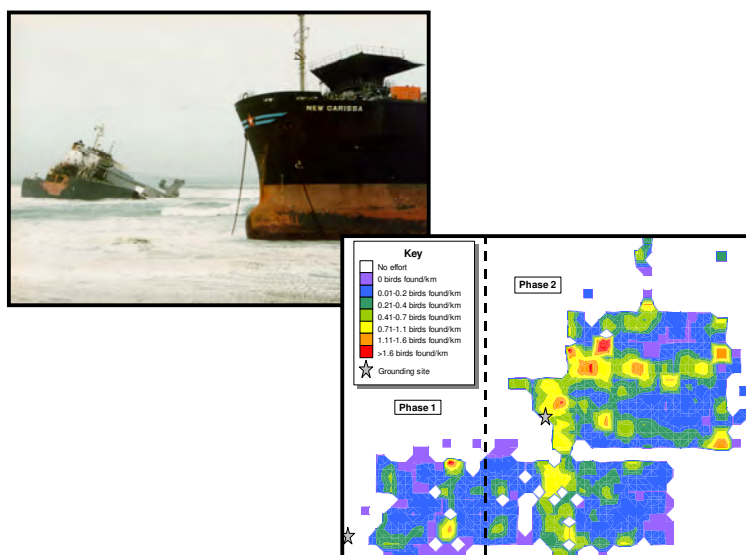 NEW CARISSA
Key
No effort
0 birds found/km
0.01-0.2 birds found/km
0.21-0.4 birds found/km
0.41-0.7 birds found/km
0.71-1.1 birds found/km
1.11-1.6 birds found/km
>1.6 birds found/km
Grounding site
Phase 2
Phase 1